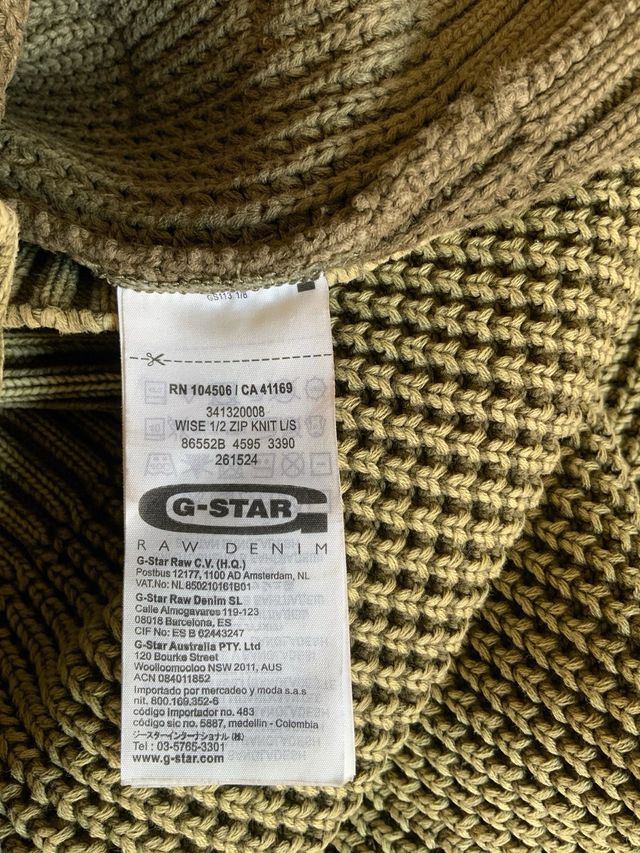 GS113 1/8
RN 104506 / CA 41169
341320008
WISE 1/2 ZIP KNIT L/S
86552B 4595 3390
261524
G-STAR
RAW DENIM
G-Star Raw C.V. (H.Q.)
Postbus 12177, 1100 AD Amsterdam, NL
VAT.No: NL 850210161B01
G-Star Raw Denim SL
Calle Almogavares 119-123
08018 Barcelona, ES
CIF No: ES B 62443247
G-Star Australia PTY. Ltd
120 Bourke Street
Woolloomooloo NSW 2011, AUS
ACN 084011852
Importado por mercadeo y moda s.a.s
nit. 800.169.352-6
código importador no. 483
código sic no. 5887, medellin - Colombia
ジースターインターナショナル (株)
Tel : 03-5765-3301
www.g-star.com